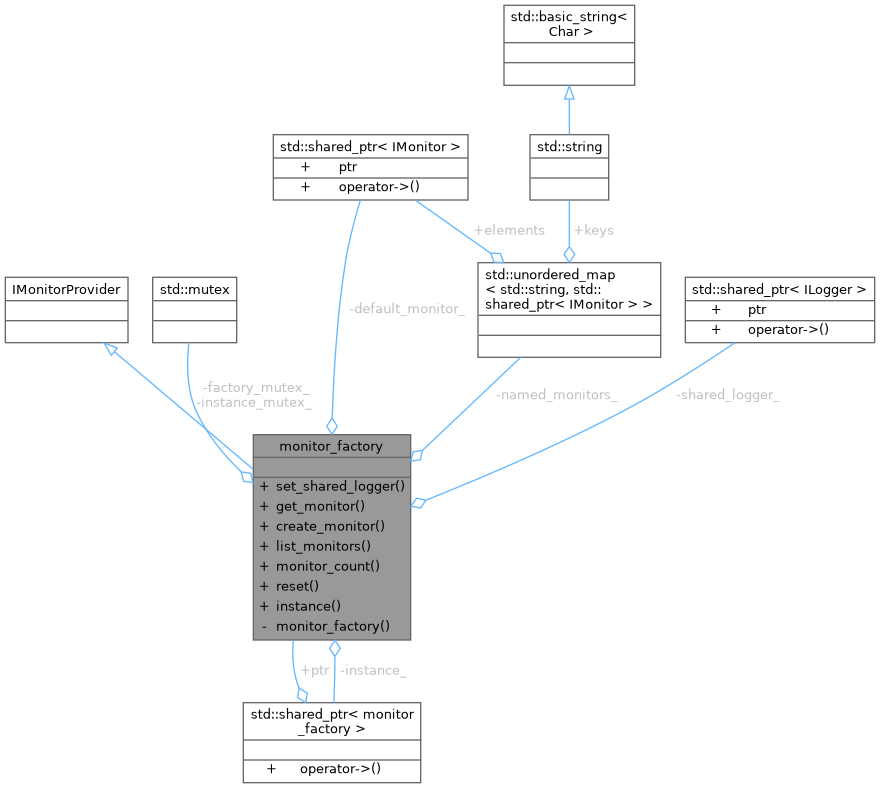 std::basic_string<
Char >
std::shared_ptr< IMonitor >
+ ptr
+ operator->()
std::string
+elements
+keys
IMonitorProvider
std::mutex
std::unordered_map
< std::string, std::
shared_ptr< IMonitor > >
std::shared_ptr< ILogger >
+ ptr
+ operator->()
-default_monitor_
-factory_mutex_
-instance_mutex_
-named_monitors_
-shared_logger_
monitor_factory
+ set_shared_logger()
+ get_monitor()
+ create_monitor()
+ list_monitors()
+ monitor_count()
+ reset()
+ instance()
- monitor_factory()
+ptr
-instance_
std::shared_ptr< monitor
_factory >
+ operator->()